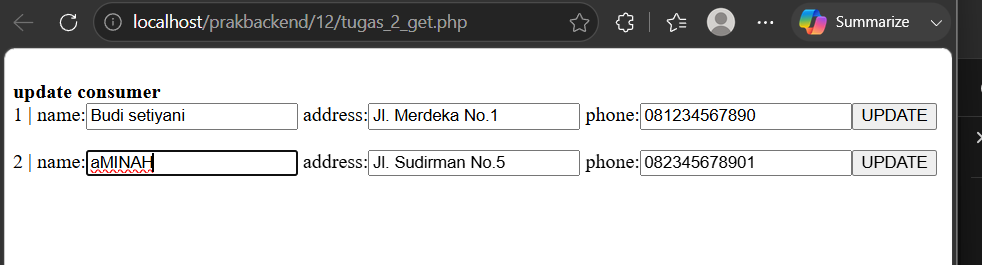 localhost/prakbackend/12/tugas_2_get.php Summarize
update consumer
1 | name: Budi setiyani address: Jl. Merdeka No.1 phone: 081234567890 UPDATE
2 | name: aMINAH address: Jl. Sudirman No.5 phone: 082345678901 UPDATE